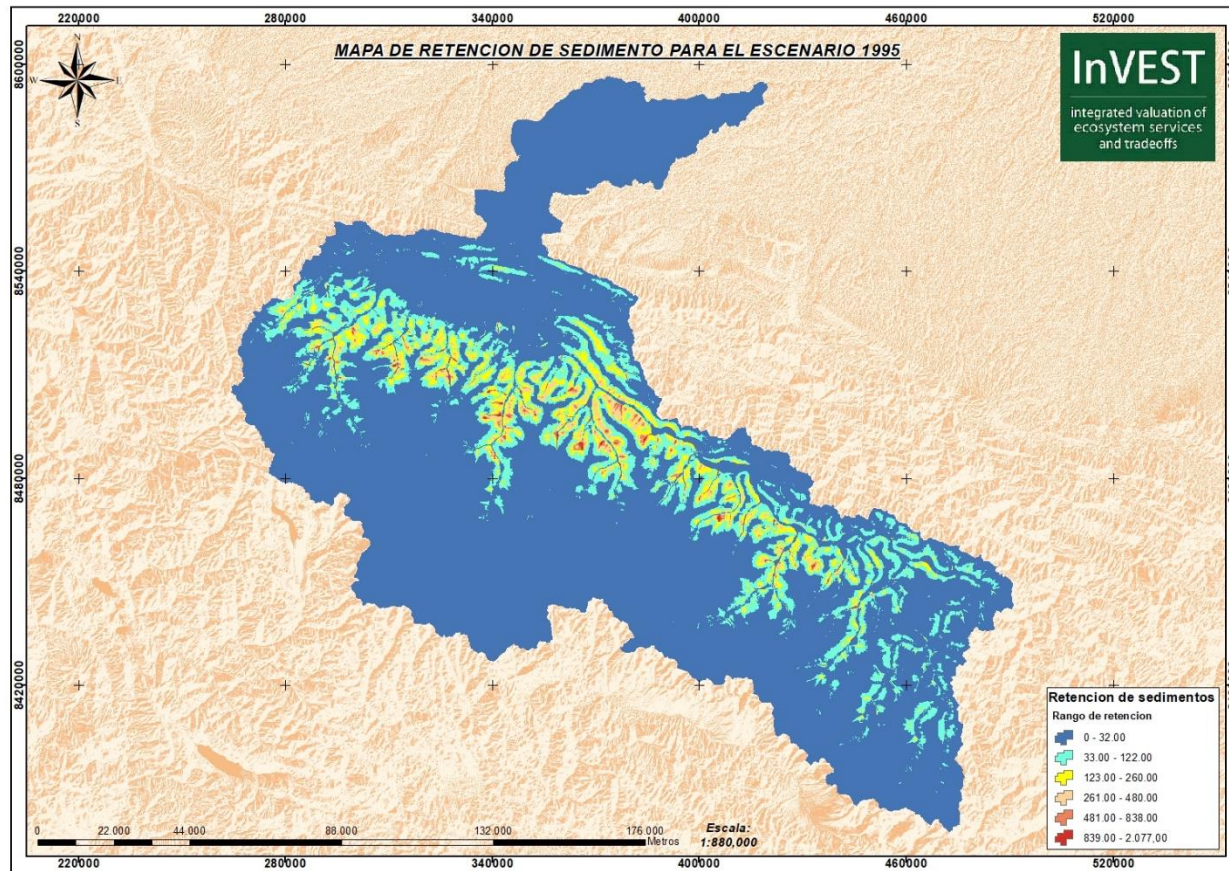 220000 280000 340000 400000 460000 520000
MAPA DE RETENCION DE SEDIMENTO PARA EL ESCENARIO 1995
N
W E
S
InVEST
integrated valuation of
ecosystem services
and tradeoffs
8600000
8540000
8480000
8420000
Retencion de sedimentos
Rango de retencion
0 - 32.00
33.00 - 122.00
123.00 - 260.00
261.00 - 480.00
481.00 - 838.00
839.00 - 2.077,00
0 22.000 44.000 88.000 132.000 176.000
Metros
Escala:
1:880,000
220000 280000 340000 400000 460000 520000